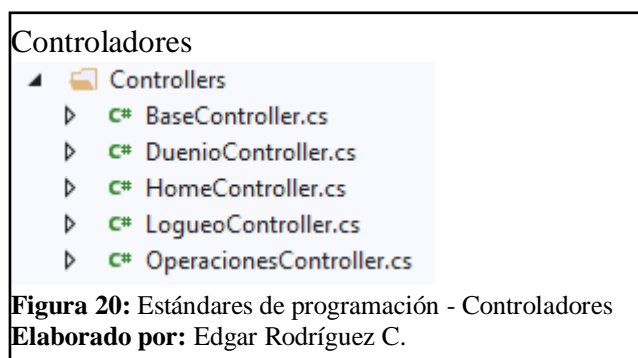 Controladores
Controllers
C# BaseController.cs
C# DuenioController.cs
C# HomeController.cs
C# LogueoController.cs
C# OperacionesController.cs
Figura 20: Estándares de programación - Controladores
Elaborado por: Edgar Rodríguez C.